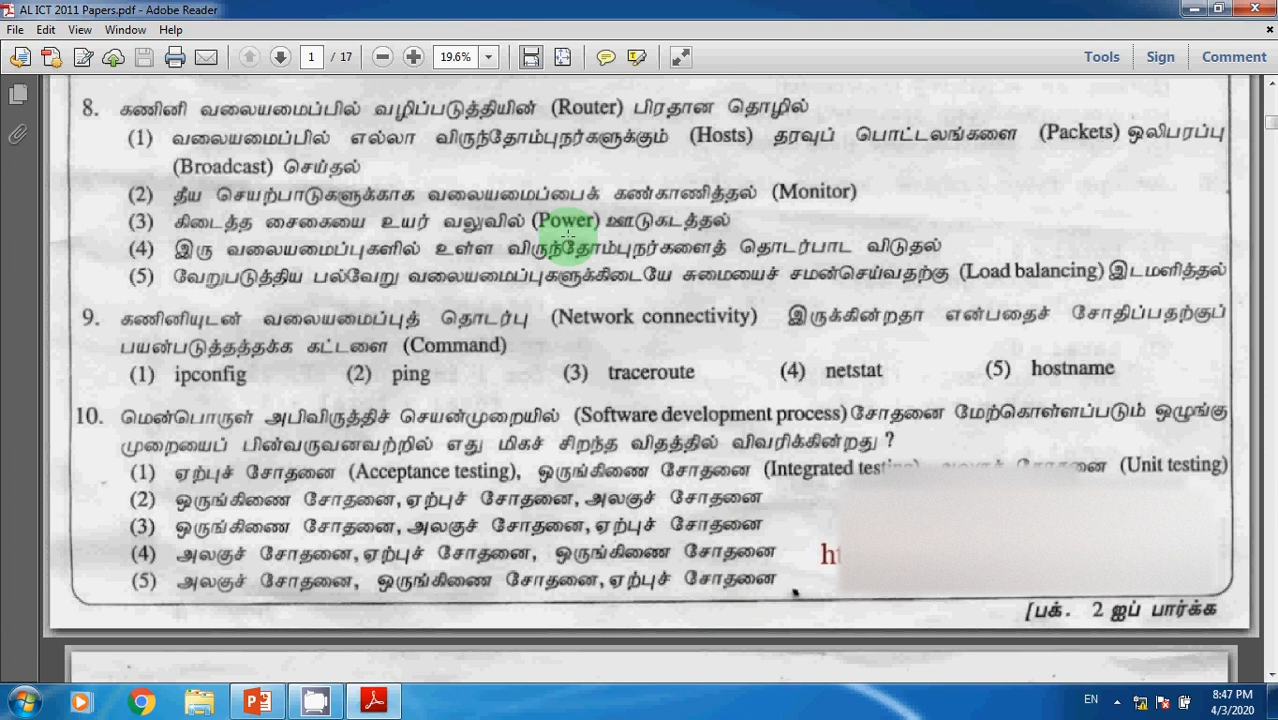 AL ICT 2011 Papers.pdf - Adobe Reader
File Edit View Window Help
1 / 17 19.6% Tools Sign Comment
8. கணினி வலையமைப்பில் வழிப்படுத்தியின் (Router) பிரதான தொழில்
(1) வலையமைப்பில் எல்லா விருந்தோம்புநர்களுக்கும் (Hosts) தரவுப் பொட்டலங்களை (Packets) ஒலிபரப்பு
(Broadcast) செய்தல்
(2) தீய செயற்பாடுகளுக்காக வலையமைப்பைக் கண்காணித்தல் (Monitor)
(3) கிடைத்த சைகையை உயர் வலுவில் (Power) ஊடுகடத்தல்
(4) இரு வலையமைப்புகளில் உள்ள விருந்தோம்புநர்களைத் தொடர்பாட விடுதல்
(5) வேறுபடுத்திய பல்வேறு வலையமைப்புகளுக்கிடையே சுமையைச் சமன்செய்வதற்கு (Load balancing) இடமளித்தல்
9. கணினியுடன் வலையமைப்புத் தொடர்பு (Network connectivity) இருக்கின்றதா என்பதைச் சோதிப்பதற்குப்
பயன்படுத்தத்தக்க கட்டளை (Command)
(1) ipconfig (2) ping (3) traceroute (4) netstat (5) hostname
10. மென்பொருள் அபிவிருத்திச் செயன்முறையில் (Software development process) சோதனை மேற்கொள்ளப்படும் ஒழுங்கு
முறையைப் பின்வருவனவற்றில் எது மிகச் சிறந்த விதத்தில் விவரிக்கின்றது ?
(1) ஏற்புச் சோதனை (Acceptance testing), ஒருங்கிணை சோதனை (Integrated (Unit testing)
(2) ஒருங்கிணை சோதனை, ஏற்புச் சோதனை, அலகுச் சோதனை
(3) ஒருங்கிணை சோதனை, அலகுச் சோதனை, ஏற்புச் சோதனை
(4) அலகுச் சோதனை, ஏற்புச் சோதனை, ஒருங்கிணை சோதனை
(5) அலகுச் சோதனை, ஒருங்கிணை சோதனை, ஏற்புச் சோதனை
[பக். 2 ஐப் பார்க்க
EN 8:47 PM
4/3/2020